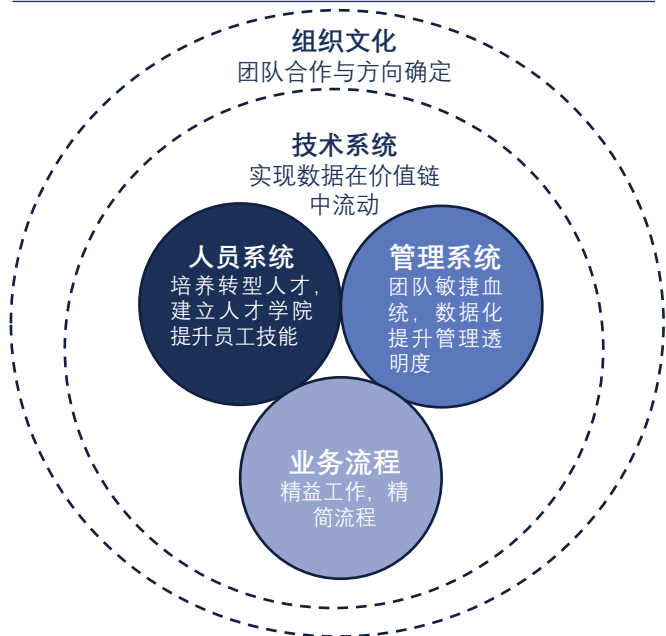 组织文化
团队合作与方向确定
技术系统
实现数据在价值链
中流动
人员系统
培养转型人才，
建立人才学院
提升员工技能
管理系统
团队敏捷血
统，数据化
提升管理透
明度
业务流程
精益工作，精
简流程